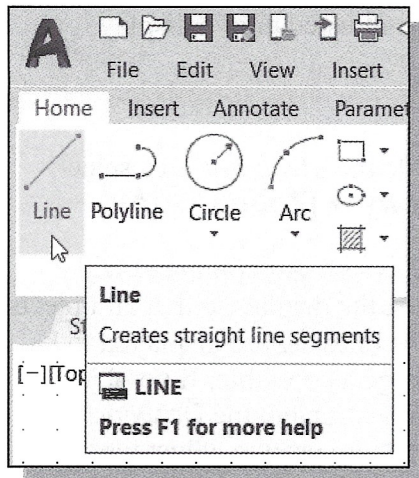 A
File Edit View Insert
Home Insert Annotate Paramet
Line Polyline Circle Arc
Line
Creates straight line segments
St
[-][Top
LINE
Press F1 for more help